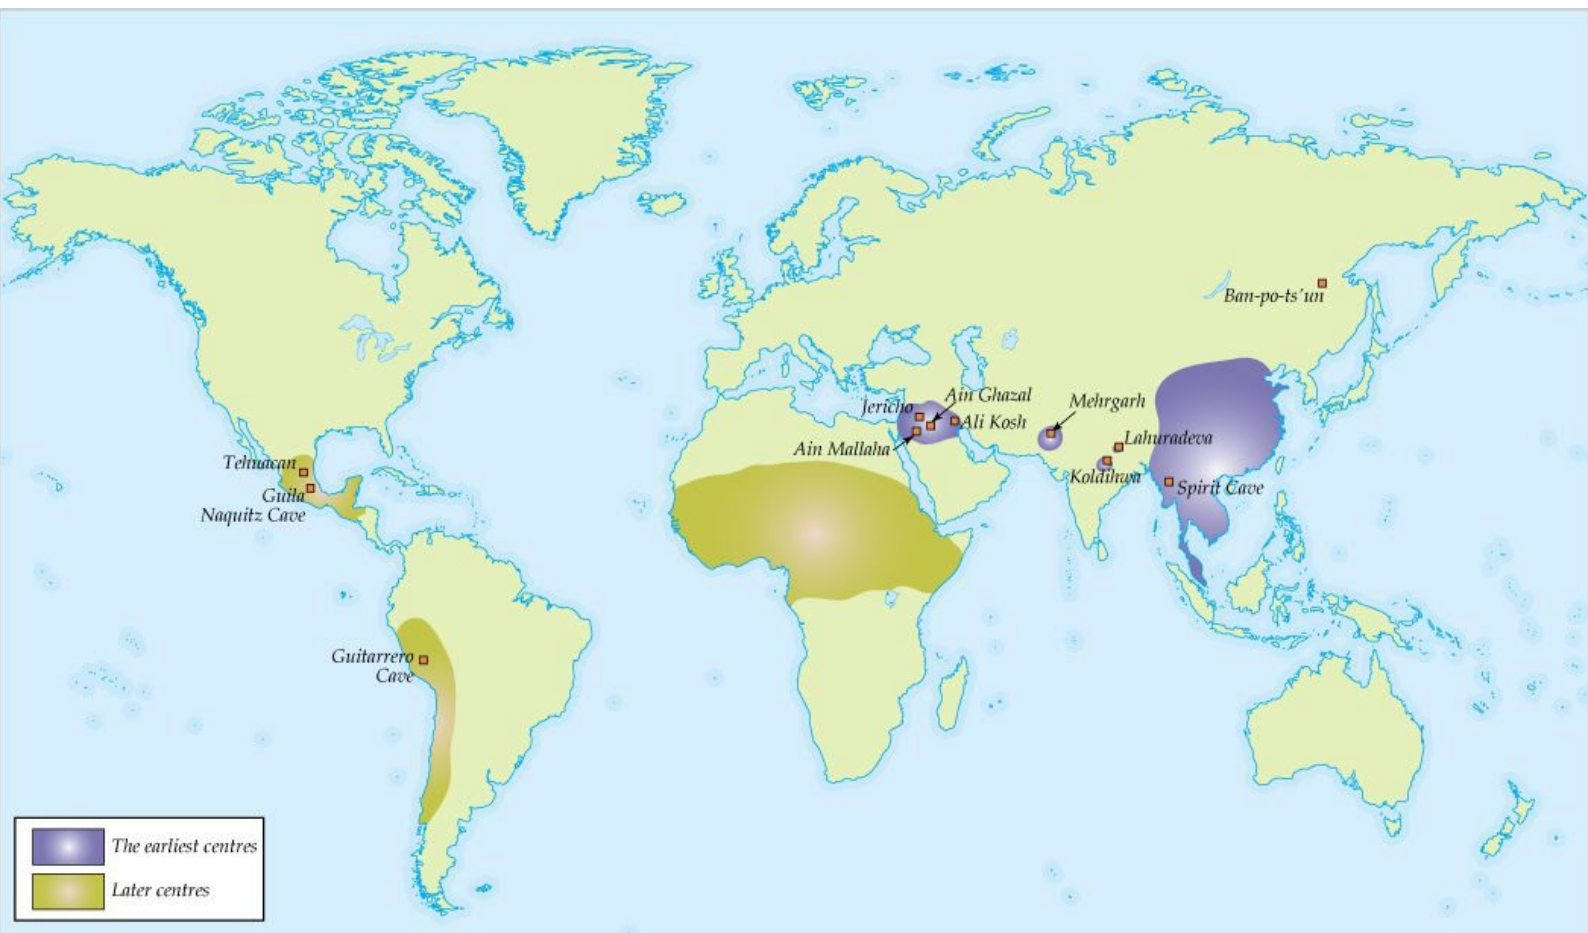 Ban-po-ts'un
Ain Ghazal
Jericho
Mehrgarh
Ali Kosh
Lahuradeva
Ain Mallaha
Tehuacan
Koldihwa
Spirit Cave
Guila
Naquitz Cave
Guitarrero
Cave
The earliest centres
Later centres